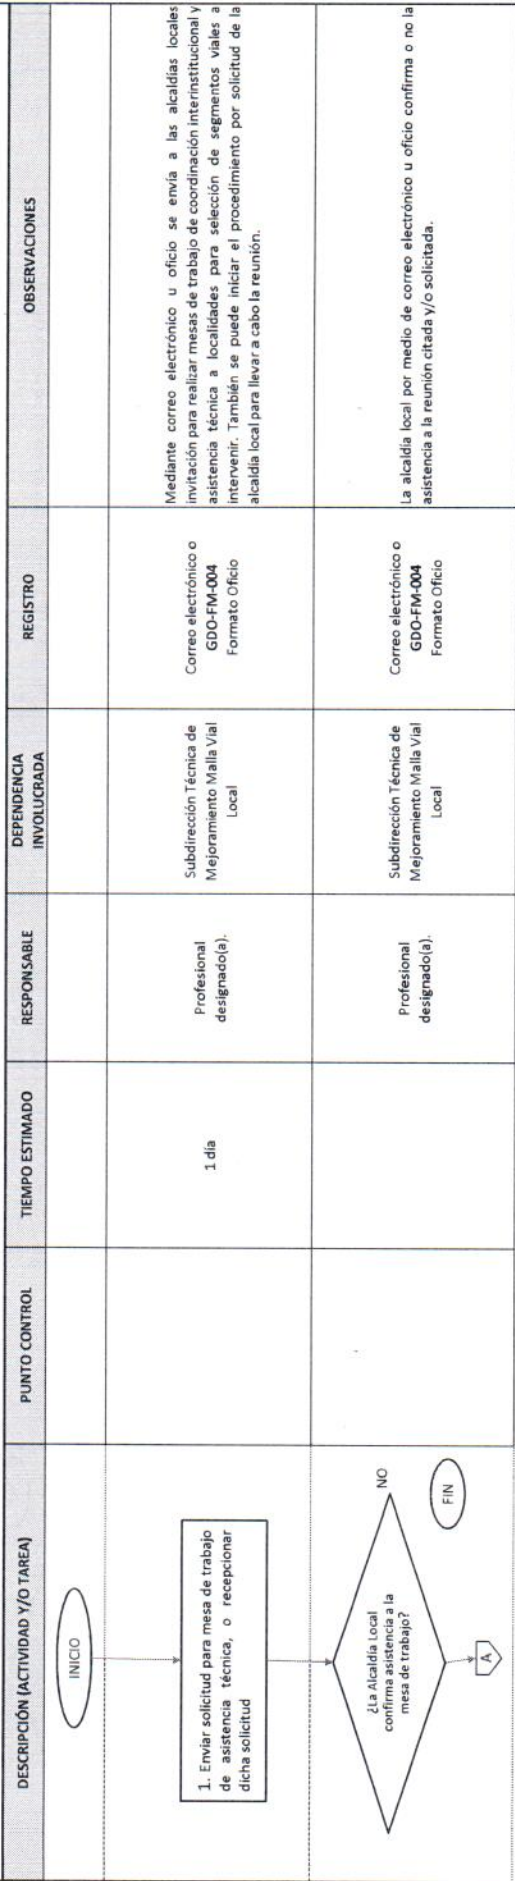 DESCRIPCIÓN (ACTIVIDAD Y/O TAREA)
PUNTO CONTROL
TIEMPO ESTIMADO
RESPONSABLE
DEPENDENCIA
INVOLUCRADA
REGISTRO
OBSERVACIONES
INICIO
1. Enviar solicitud para mesa de trabajo
de asistencia técnica, o recepcionar
dicha solicitud
1 día
Profesional
designado(a).
Subdirección Técnica de
Mejoramiento Malla Vial
Local
Correo electrónico o
GDO-FM-004
Formato Oficio
Mediante correo electrónico u oficio se envía a las alcaldías locales
invitación para realizar mesas de trabajo de coordinación interinstitucional y
asistencia técnica a localidades para selección de segmentos viales a
intervenir. También se puede iniciar el procedimiento por solicitud de la
alcaldía local para llevar a cabo la reunión.
¿La Alcaldía Local
confirma asistencia a la
mesa de trabajo?
NO
FIN
A
Profesional
designado(a).
Subdirección Técnica de
Mejoramiento Malla Vial
Local
Correo electrónico o
GDO-FM-004
Formato Oficio
La alcaldía local por medio de correo electrónico u oficio confirma o no la
asistencia a la reunión citada y/o solicitada.